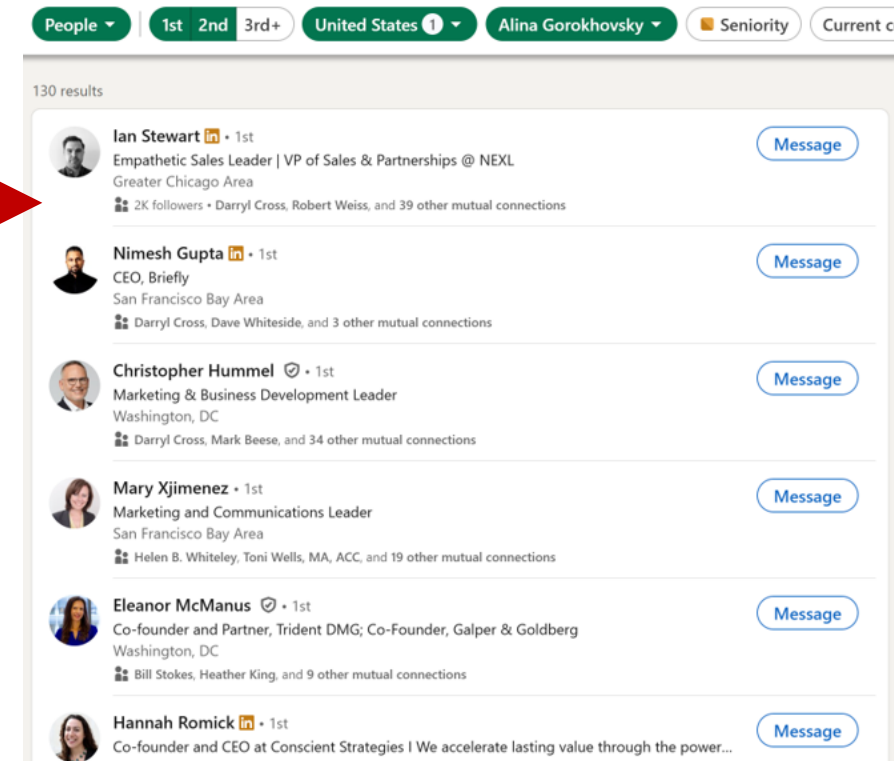 People
1st 2nd 3rd+
United States 1
Alina Gorokhovsky
Seniority
Current c
130 results
Ian Stewart in • 1st
Message
Empathetic Sales Leader | VP of Sales & Partnerships @ NEXL
Greater Chicago Area
2K followers • Darryl Cross, Robert Weiss, and 39 other mutual connections
Nimesh Gupta in • 1st
Message
CEO, Briefly
San Francisco Bay Area
Darryl Cross, Dave Whiteside, and 3 other mutual connections
Christopher Hummel • 1st
Message
Marketing & Business Development Leader
Washington, DC
Darryl Cross, Mark Beese, and 34 other mutual connections
Mary Xjimenez • 1st
Message
Marketing and Communications Leader
San Francisco Bay Area
Helen B. Whiteley, Toni Wells, MA, ACC, and 19 other mutual connections
Eleanor McManus • 1st
Message
Co-founder and Partner, Trident DMG; Co-Founder, Galper & Goldberg
Washington, DC
Bill Stokes, Heather King, and 9 other mutual connections
Hannah Romick in • 1st
Message
Co-founder and CEO at Conscient Strategies I We accelerate lasting value through the power...